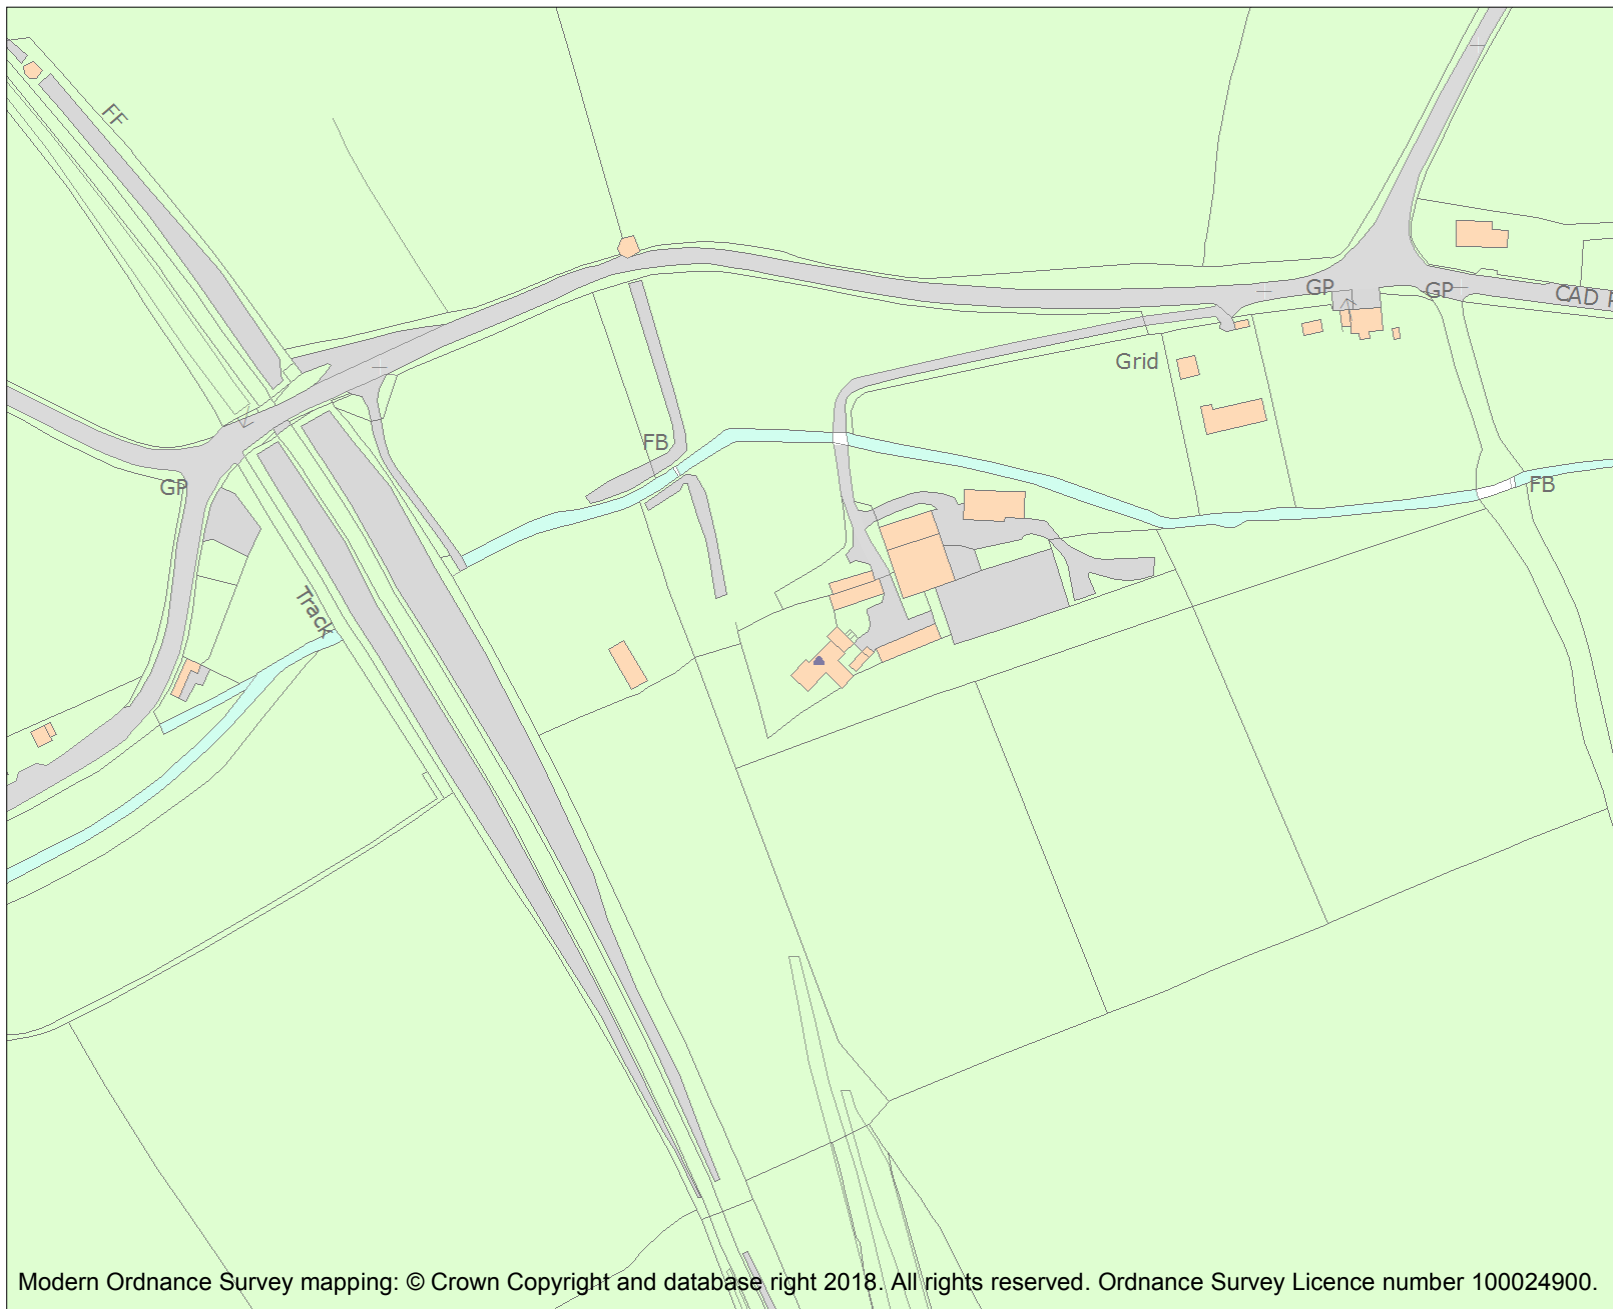 FF
GP
GP
CAD
Grid
FB
FB
GP
Track
Modern Ordnance Survey mapping: © Crown Copyright and database right 2018. All rights reserved. Ordnance Survey Licence number 100024900.